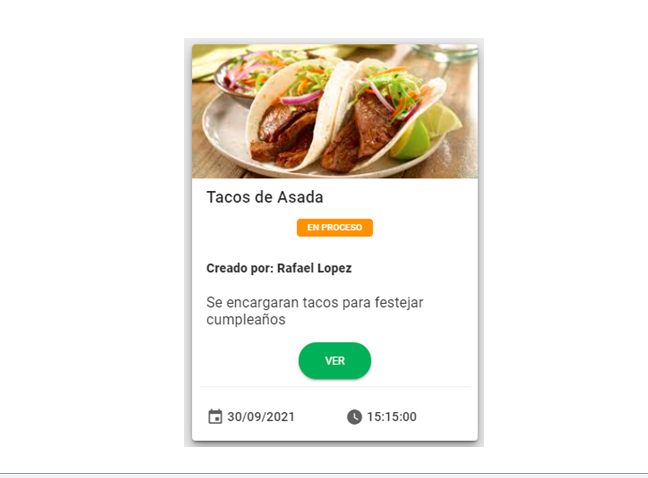 Tacos de Asada
EN PROCESO
Creado por: Rafael Lopez
Se encargaran tacos para festejar
cumpleaños
VER
30/09/2021 15:15:00